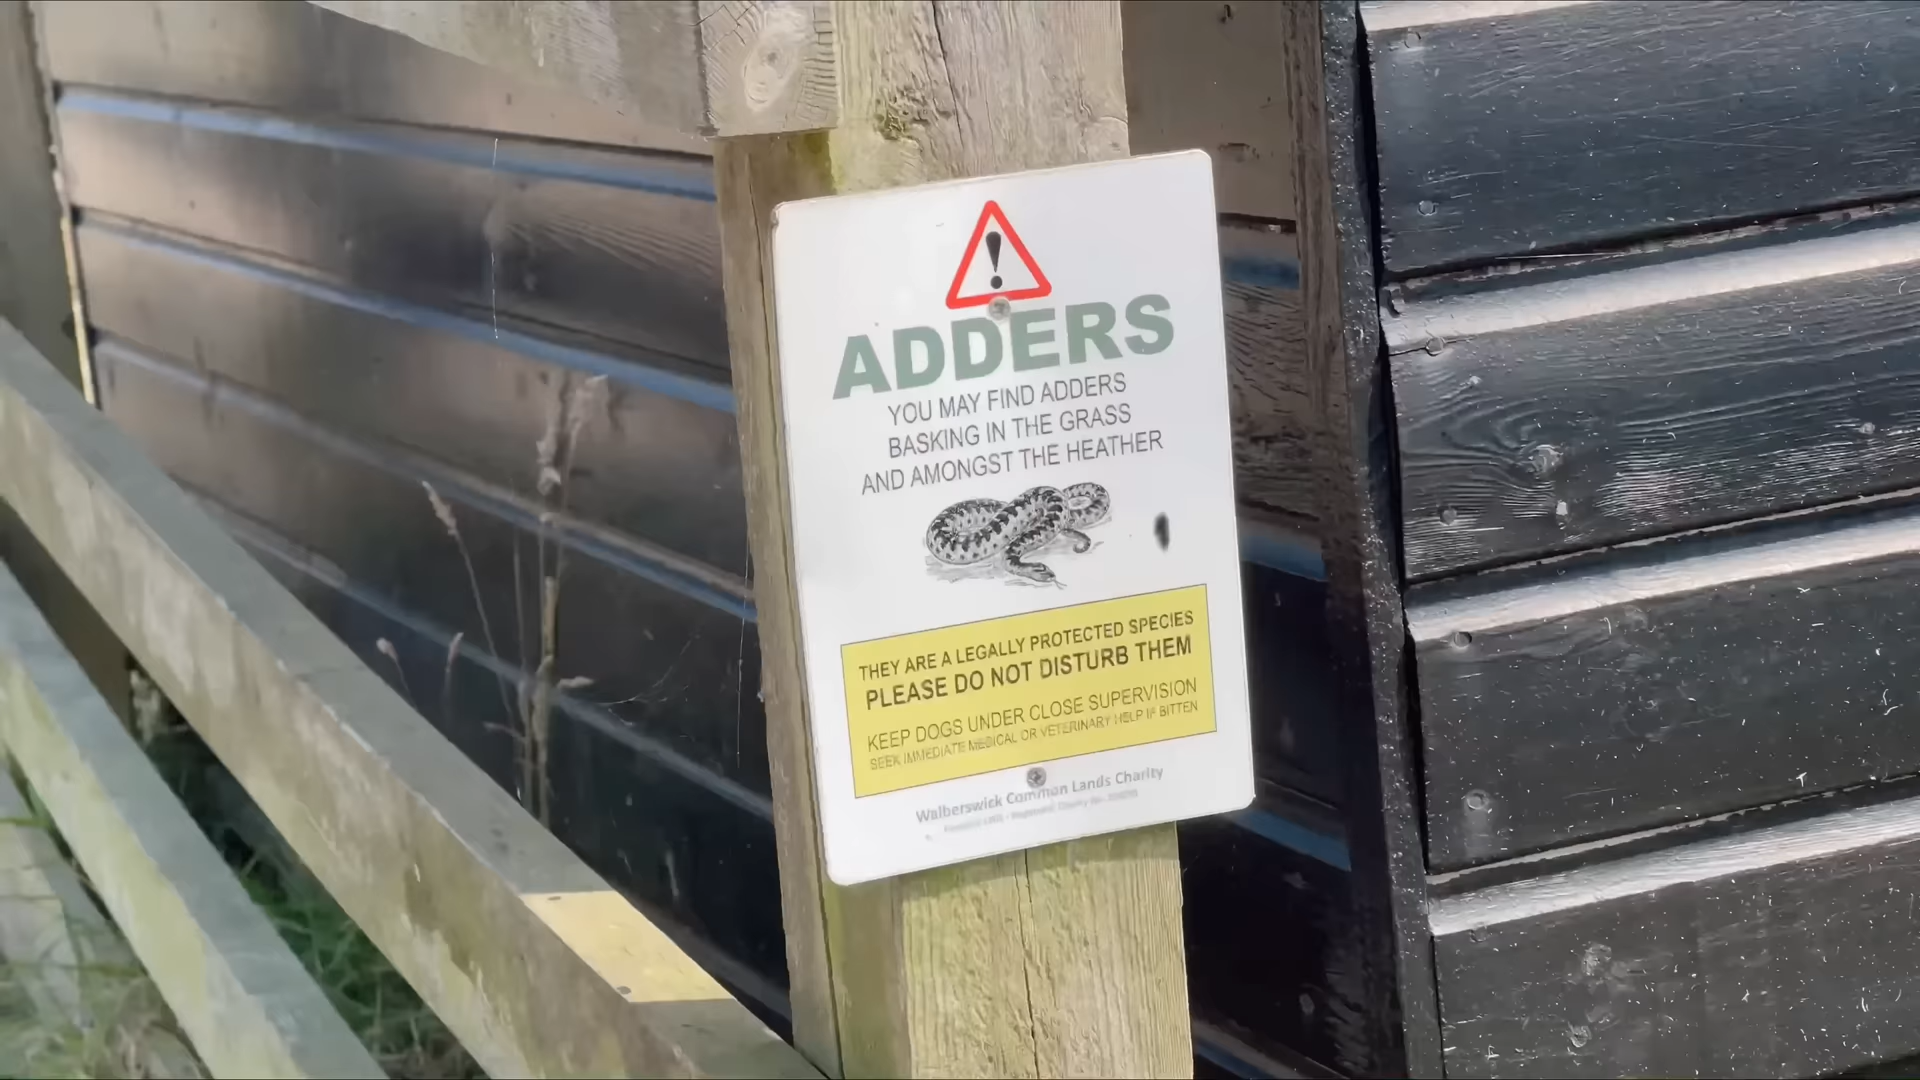 ADDERS
YOU MAY FIND ADDERS
BASKING IN THE GRASS
AND AMONGST THE HEATHER
THEY ARE A LEGALLY PROTECTED SPECIES
PLEASE DO NOT DISTURB THEM
KEEP DOGS UNDER CLOSE SUPERVISION
SEEK IMMEDIATE MEDICAL OR VETERINARY HELP IF BITTEN
Walberswick Common Lands Charity